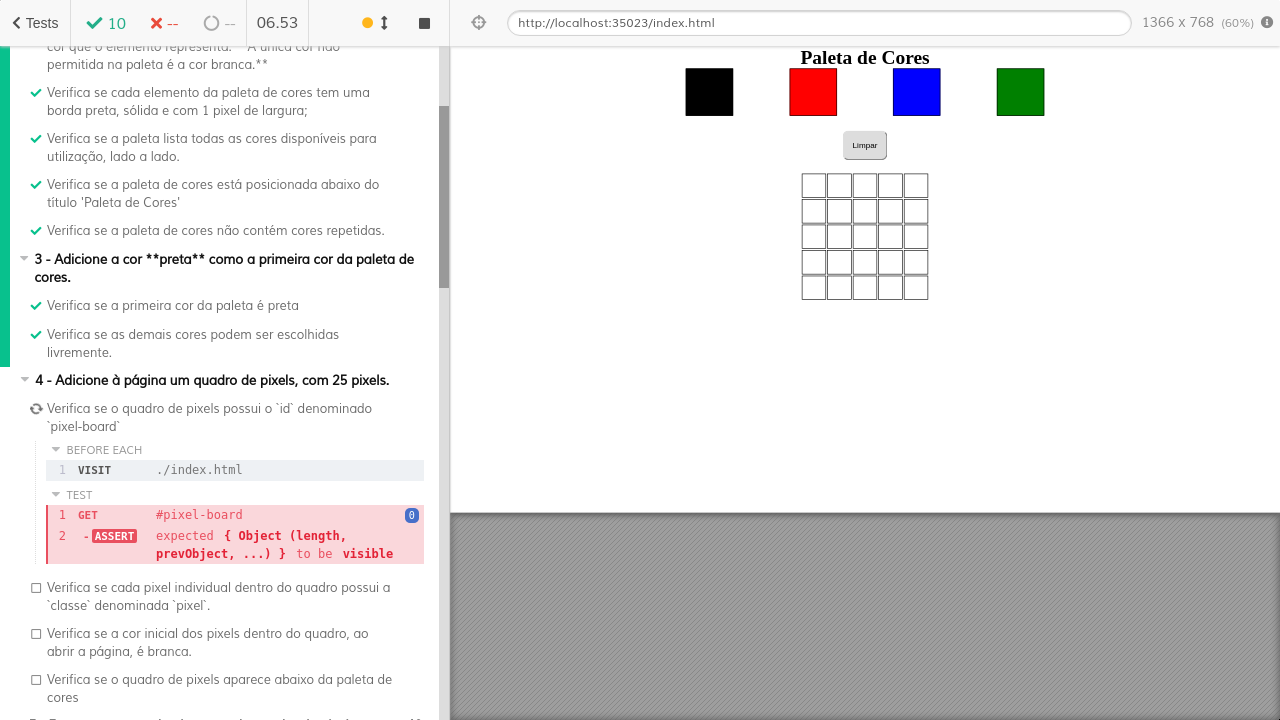 Tests 10 -- -- 06.53
http://localhost:35023/index.html 1366 x 768 (60%)
cor que o elemento representa. **A única cor não
permitida na paleta é a cor branca.**
Verifica se cada elemento da paleta de cores tem uma
borda preta, sólida e com 1 pixel de largura;
Verifica se a paleta lista todas as cores disponíveis para
utilização, lado a lado.
Verifica se a paleta de cores está posicionada abaixo do
título 'Paleta de Cores'
Verifica se a paleta de cores não contém cores repetidas.
3 - Adicione a cor **preta** como a primeira cor da paleta de
cores.
Verifica se a primeira cor da paleta é preta
Verifica se as demais cores podem ser escolhidas
livremente.
4 - Adicione à página um quadro de pixels, com 25 pixels.
Verifica se o quadro de pixels possui o `id` denominado
`pixel-board`
BEFORE EACH
1 VISIT ./index.html
TEST
1 GET #pixel-board 0
2 -ASSERT expected { Object (length,
prevObject, ...) } to be visible
Verifica se cada pixel individual dentro do quadro possui a
`classe` denominada `pixel`.
Verifica se a cor inicial dos pixels dentro do quadro, ao
abrir a página, é branca.
Verifica se o quadro de pixels aparece abaixo da paleta de
cores
Paleta de Cores
Limpar